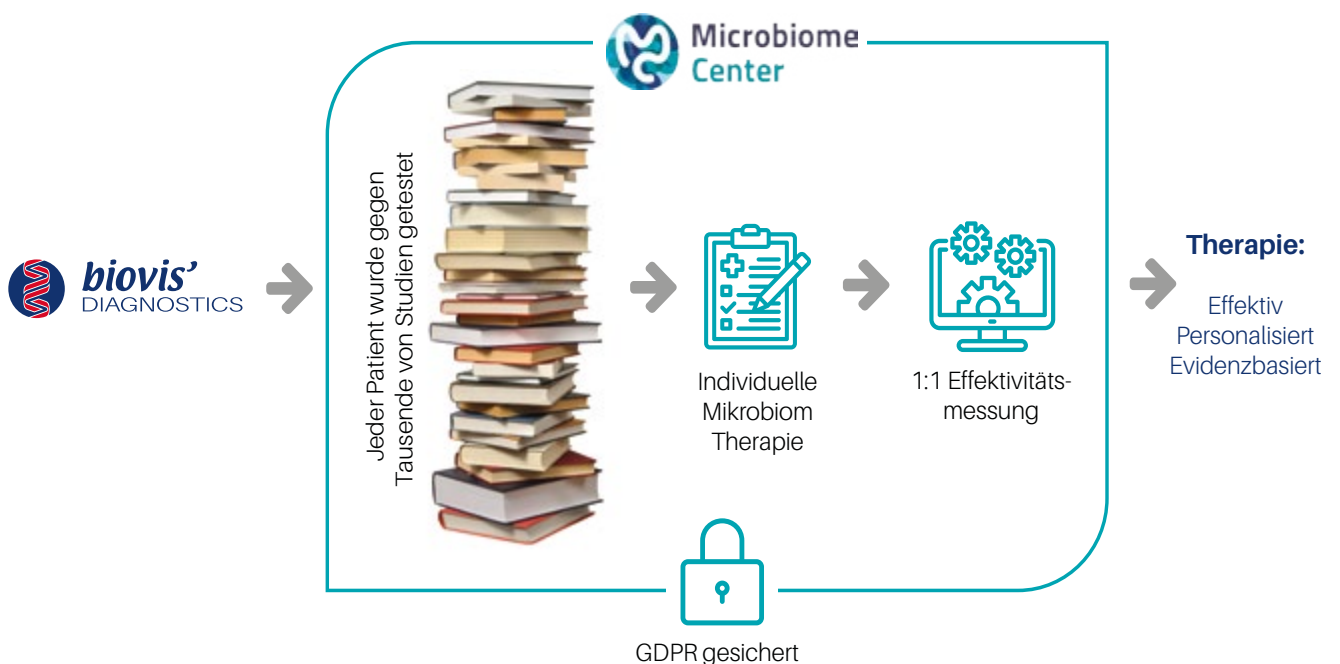 Microbiome
Center
biovis’
DIAGNOSTICS
Jeder Patient wurde gegen
Tausende von Studien getestet
Individuelle
Mikrobiom
Therapie
1:1 Effektivitäts-
messung
Therapie:
Effektiv
Personalisiert
Evidenzbasiert
GDPR gesichert